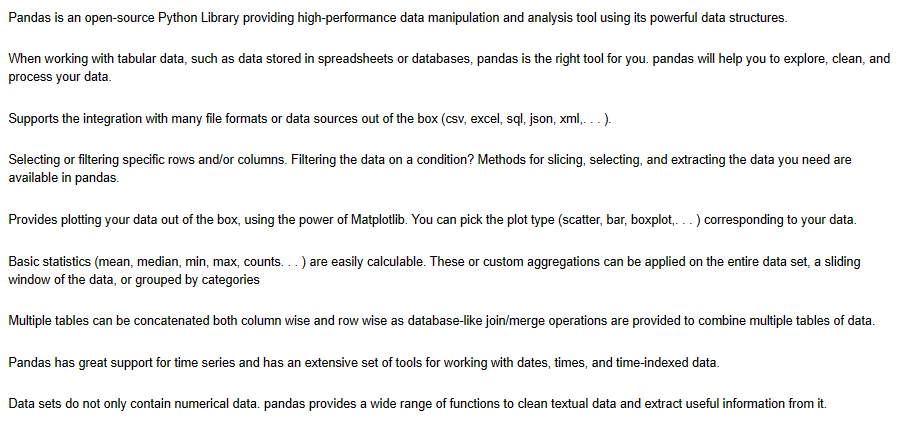 Pandas is an open-source Python Library providing high-performance data manipulation and analysis tool using its powerful data structures.
When working with tabular data, such as data stored in spreadsheets or databases, pandas is the right tool for you. pandas will help you to explore, clean, and
process your data.
Supports the integration with many file formats or data sources out of the box (csv, excel, sql, json, xml,. . . ).
Selecting or filtering specific rows and/or columns. Filtering the data on a condition? Methods for slicing, selecting, and extracting the data you need are
available in pandas.
Provides plotting your data out of the box, using the power of Matplotlib. You can pick the plot type (scatter, bar, boxplot,. . . ) corresponding to your data.
Basic statistics (mean, median, min, max, counts. . . ) are easily calculable. These or custom aggregations can be applied on the entire data set, a sliding
window of the data, or grouped by categories
Multiple tables can be concatenated both column wise and row wise as database-like join/merge operations are provided to combine multiple tables of data.
Pandas has great support for time series and has an extensive set of tools for working with dates, times, and time-indexed data.
Data sets do not only contain numerical data. pandas provides a wide range of functions to clean textual data and extract useful information from it.